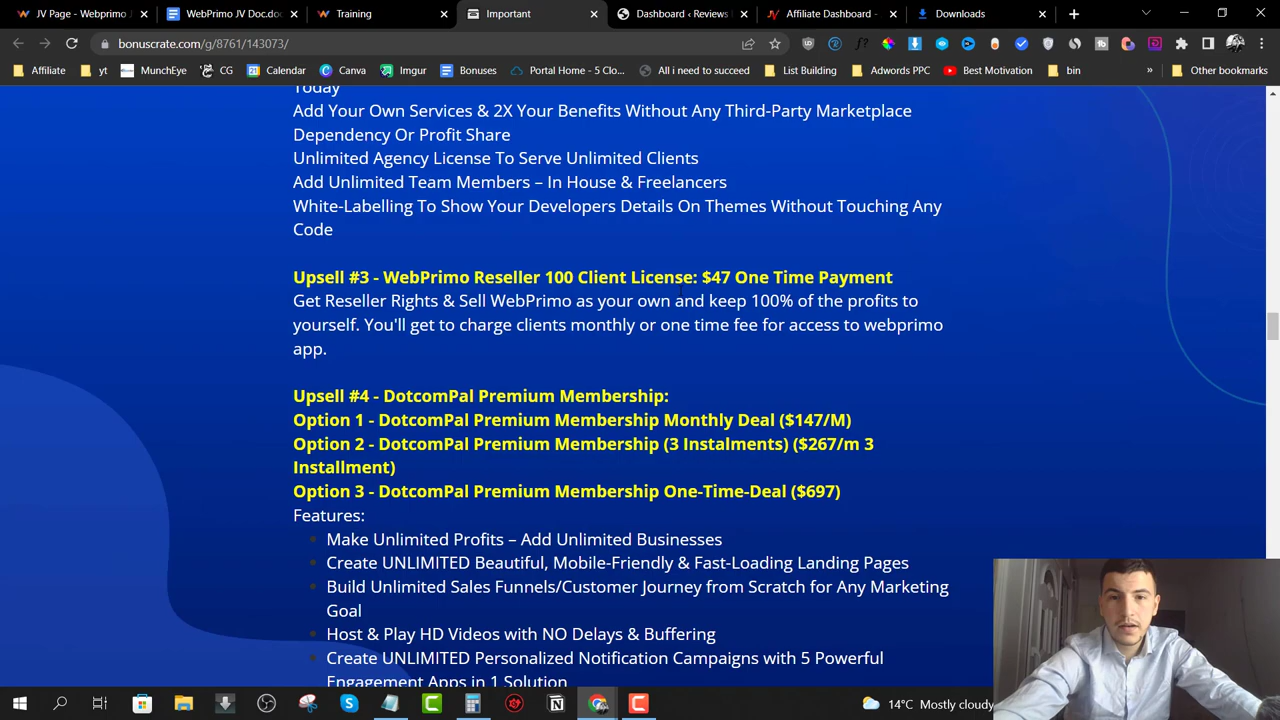 JV Page - Webprimo J
WebPrimo JV Doc.doc
Training
Important
Dashboard ‹ Reviews
Affiliate Dashboard -
Downloads
bonuscrate.com/g/8761/143073/
Affiliate
yt
MunchEye
CG
Calendar
Canva
Imgur
Bonuses
Portal Home - 5 Clo...
All i need to succeed
List Building
Adwords PPC
Best Motivation
bin
Other bookmarks
Today
Add Your Own Services & 2X Your Benefits Without Any Third-Party Marketplace
Dependency Or Profit Share
Unlimited Agency License To Serve Unlimited Clients
Add Unlimited Team Members – In House & Freelancers
White-Labelling To Show Your Developers Details On Themes Without Touching Any
Code
Upsell #3 - WebPrimo Reseller 100 Client License: $47 One Time Payment
Get Reseller Rights & Sell WebPrimo as your own and keep 100% of the profits to
yourself. You'll get to charge clients monthly or one time fee for access to webprimo
app.
Upsell #4 - DotcomPal Premium Membership:
Option 1 - DotcomPal Premium Membership Monthly Deal ($147/M)
Option 2 - DotcomPal Premium Membership (3 Instalments) ($267/m 3
Installment)
Option 3 - DotcomPal Premium Membership One-Time-Deal ($697)
Features:
Make Unlimited Profits – Add Unlimited Businesses
Create UNLIMITED Beautiful, Mobile-Friendly & Fast-Loading Landing Pages
Build Unlimited Sales Funnels/Customer Journey from Scratch for Any Marketing
Goal
Host & Play HD Videos with NO Delays & Buffering
Create UNLIMITED Personalized Notification Campaigns with 5 Powerful
Engagement Apps in 1 Solution
14°C Mostly cloudy